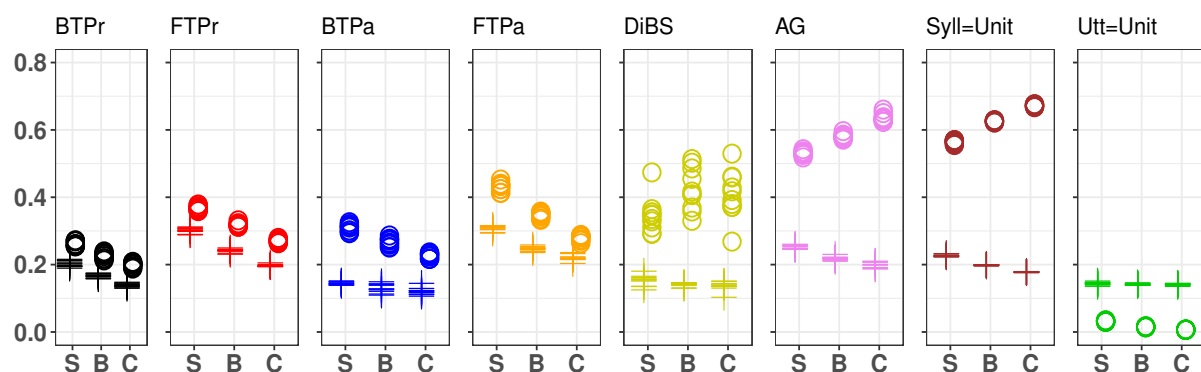 BTPr FTPr BTPa FTPa DiBS AG Syll=Unit Utt=Unit
0.8
0.6
0.4
0.2
0.0
S B C S B C S B C S B C S B C S B C S B C S B C